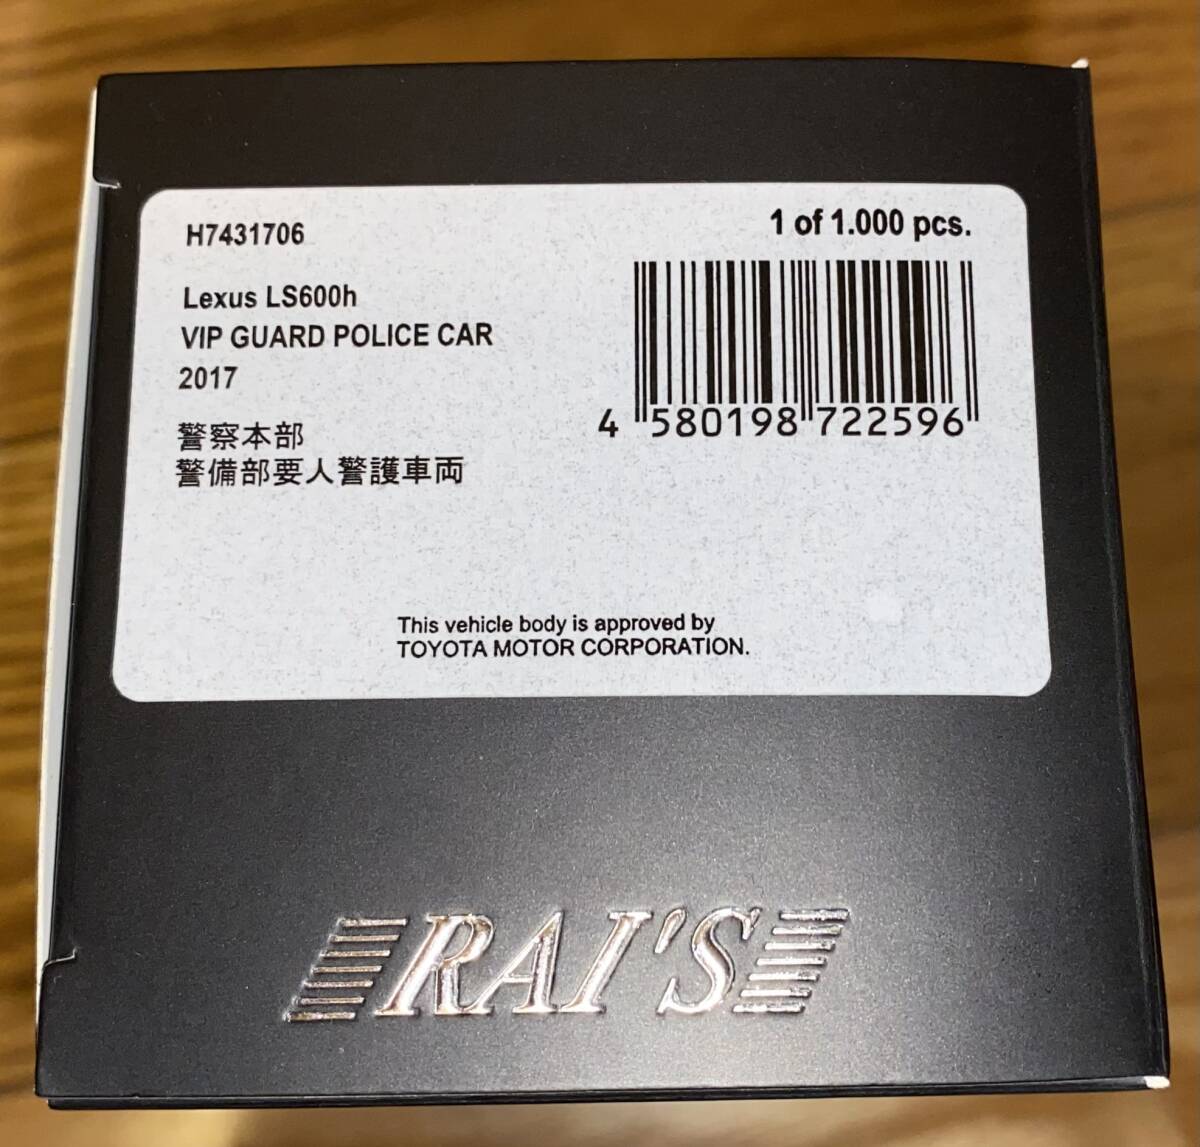 H7431706
1 of 1.000 pcs.
Lexus LS600h
VIP GUARD POLICE CAR
2017
警察本部
警備部要人警護車両
4 580198 722596
This vehicle body is approved by
TOYOTA MOTOR CORPORATION.
RAI'S